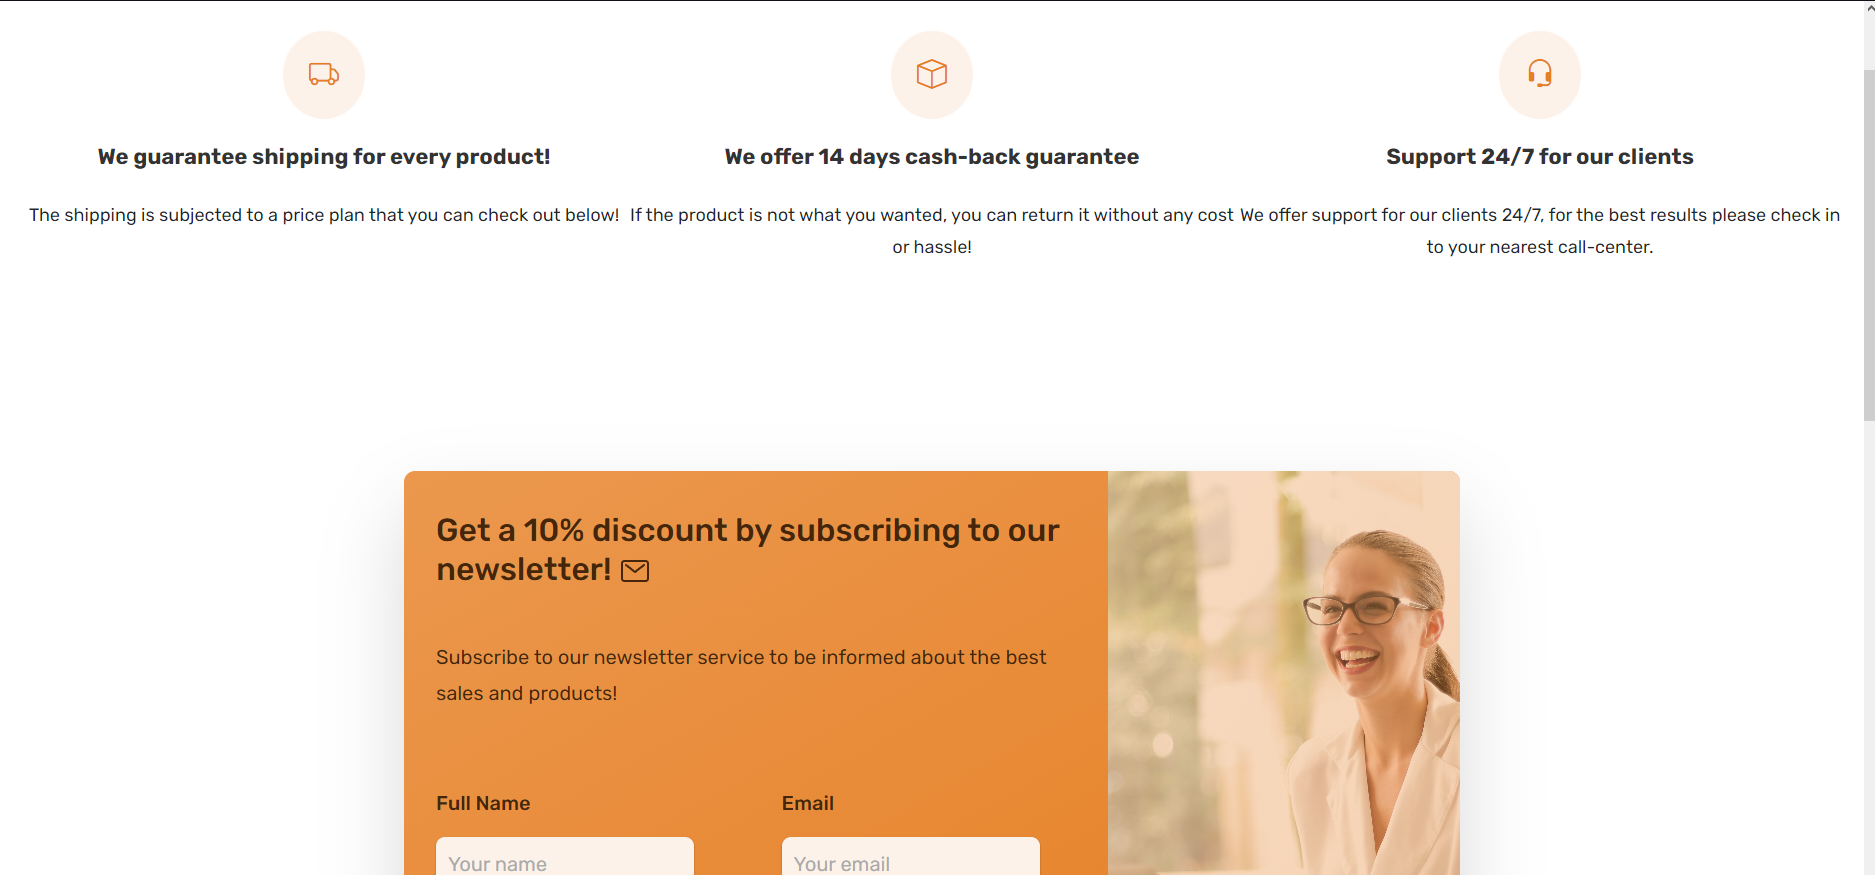 We guarantee shipping for every product!
The shipping is subjected to a price plan that you can check out below!
We offer 14 days cash-back guarantee
If the product is not what you wanted, you can return it without any cost
or hassle!
Support 24/7 for our clients
We offer support for our clients 24/7, for the best results please check in
to your nearest call-center.
Get a 10% discount by subscribing to our
newsletter!
Subscribe to our newsletter service to be informed about the best
sales and products!
Full Name
Your name
Email
Your email